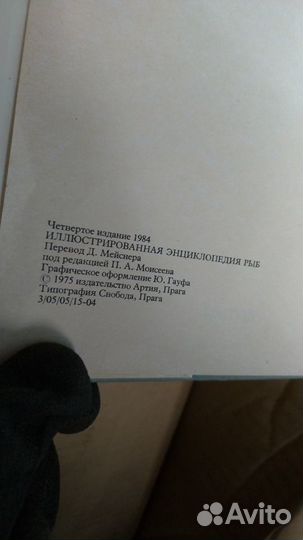 Четвертое издание 1984
ИЛЛЮСТРИРОВАННАЯ ЭНЦИКЛОПЕДИЯ РЫБ
Перевод Д. Мейснера
под редакцией П. А. Моисеева
Графическое оформление Ю. Гауфа
© 1975 издательство Артия, Прага
Типография Свобода, Прага
3/05/05/15-04
Avito